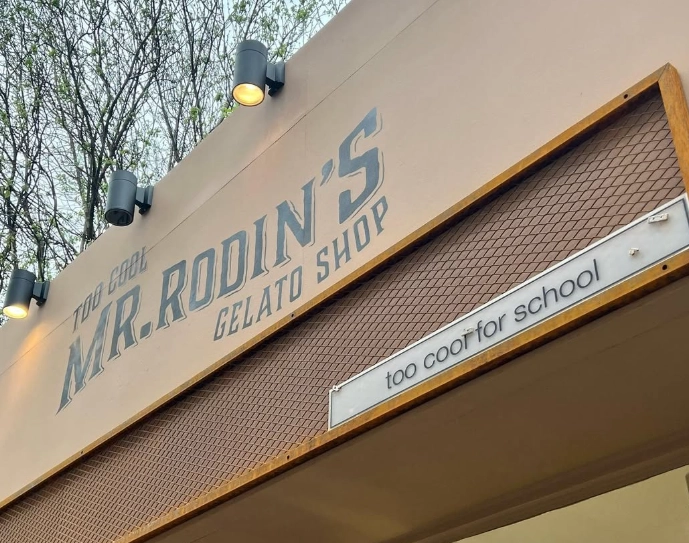 TOO COOL
MR. RODIN'S
GELATO SHOP
too cool for school